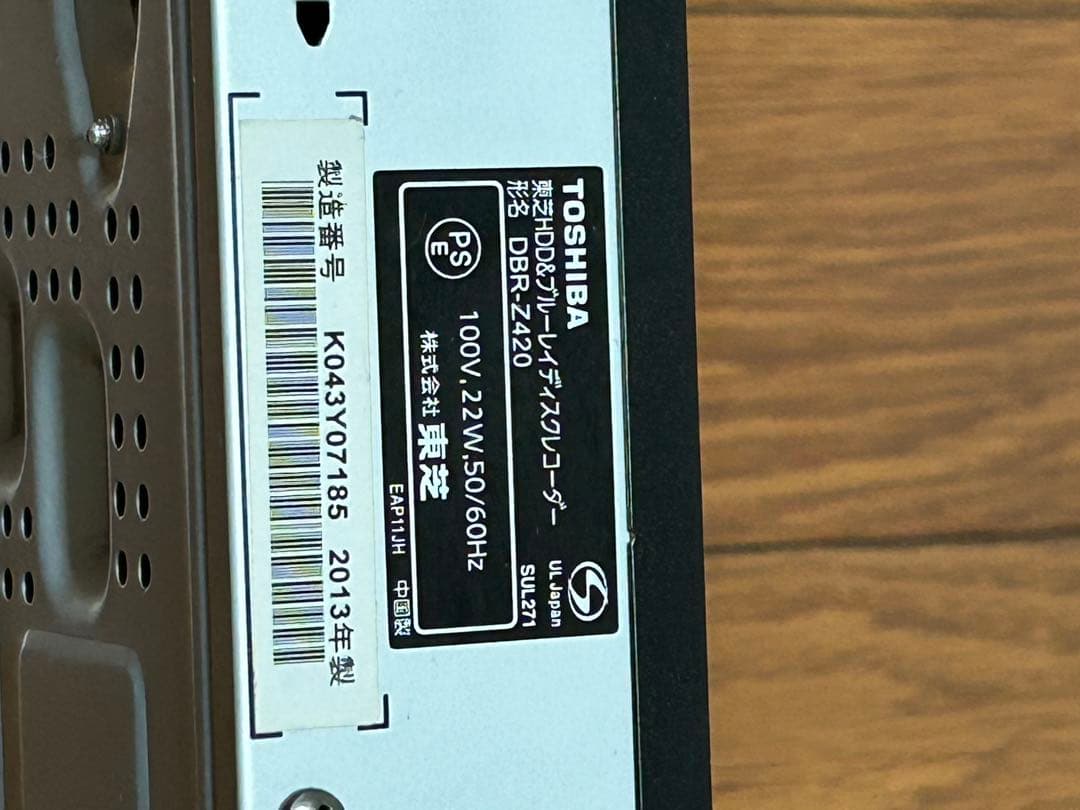 TOSHIBA
東芝HDD&ブルーレイディスクレコーダー
形名 DBR-Z420
UL Japan
SUL271
PS
E
100V,22W,50/60Hz
株式会社 東芝
EAP11JH 中国製
製造番号 K043Y07185 2013年製